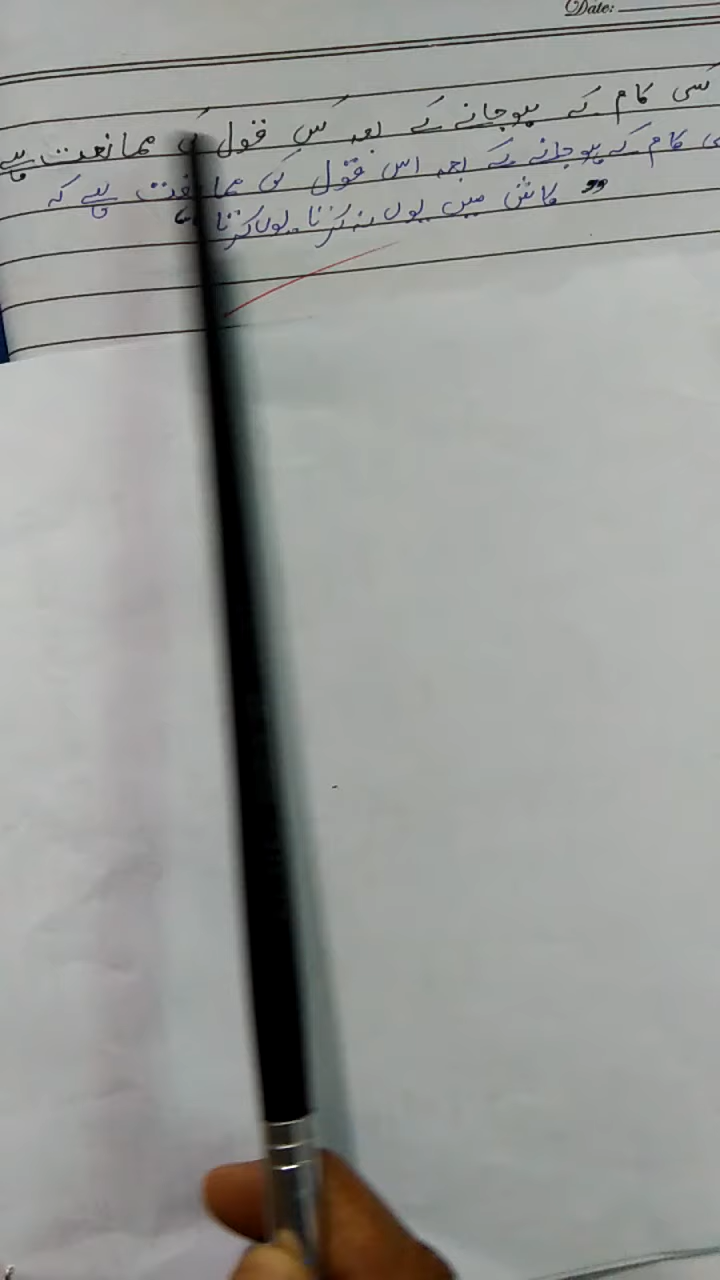 Date:
کسی کام کے ہوجانے کے بعد کس قول کی ممانعت ہے
کام کے ہوجانے کے بعد اس قول کی ممانعت ہے کہ
”کاش میں یوں نہ کرتا۔ یوں کرتا“